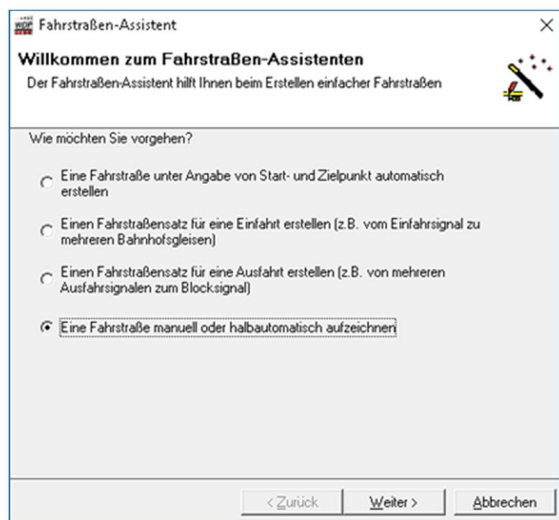 Fahrstraßen-Assistent
Willkommen zum Fahrstraßen-Assistenten
Der Fahrstraßen-Assistent hilft Ihnen beim Erstellen einfacher Fahrstraßen
Wie möchten Sie vorgehen?
Eine Fahrstraße unter Angabe von Start- und Zielpunkt automatisch
erstellen
Einen Fahrstraßensatz für eine Einfahrt erstellen (z.B. vom Einfahrsignal zu
mehreren Bahnhofsgleisen)
Einen Fahrstraßensatz für eine Ausfahrt erstellen (z.B. von mehreren
Ausfahrsignalen zum Blocksignal)
Eine Fahrstraße manuell oder halbautomatisch aufzeichnen
< Zurück Weiter > Abbrechen